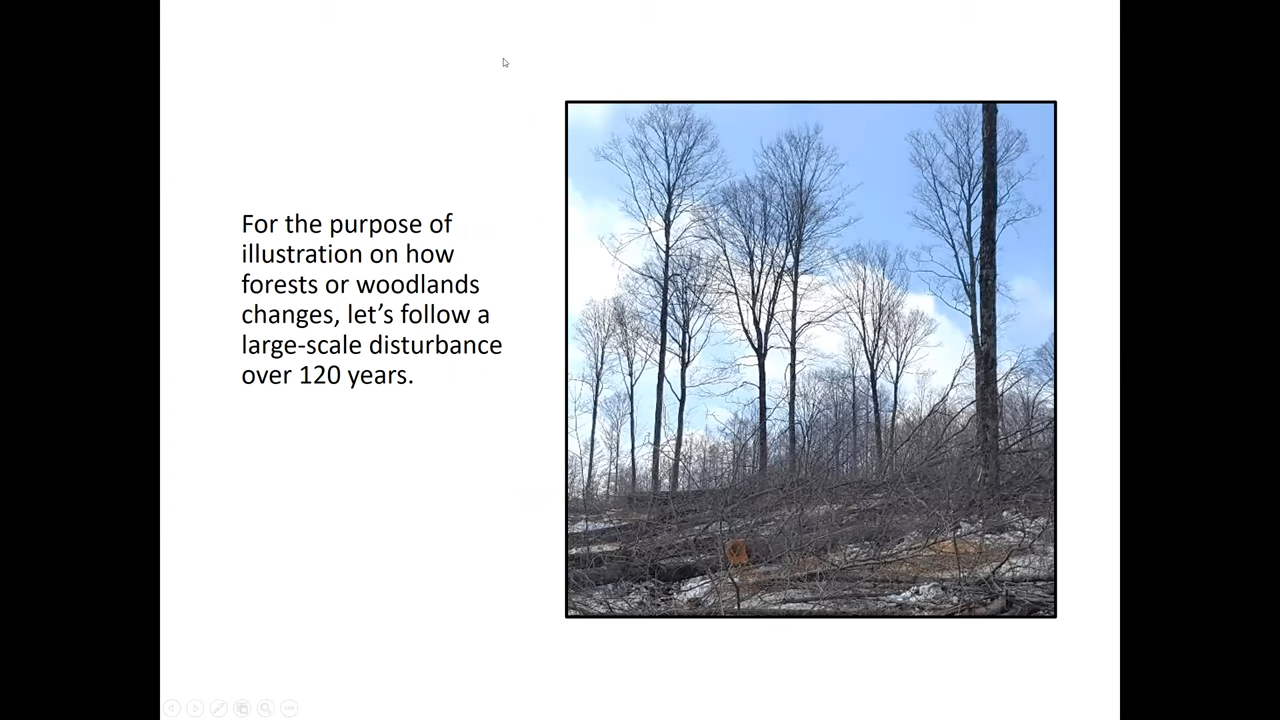 For the purpose of
illustration on how
forests or woodlands
changes, let’s follow a
large-scale disturbance
over 120 years.